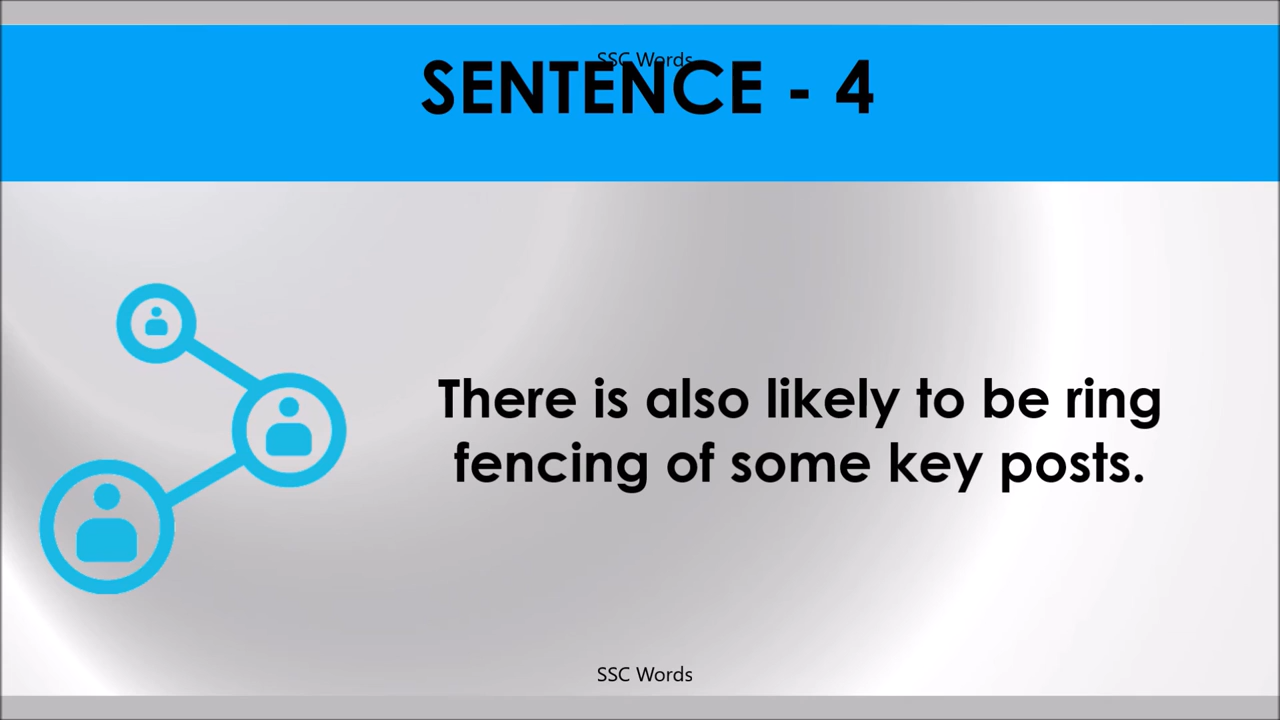 SSC Words
SENTENCE - 4
There is also likely to be ring
fencing of some key posts.
SSC Words